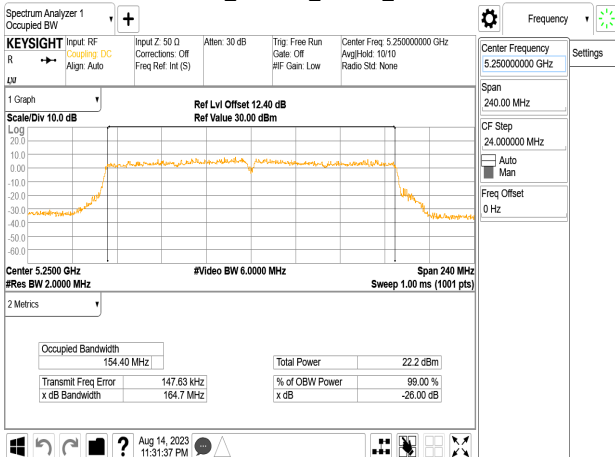 Spectrum Analyzer 1
Occupied BW
Frequency
KEYSIGHT
R
Input: RF
Coupling: DC
Align: Auto
Input Z: 50 Ω
Corrections: Off
Freq Ref: Int (S)
Atten: 30 dB
Trig: Free Run
Gate: Off
#IF Gain: Low
Center Freq: 5.250000000 GHz
Avg|Hold: 10/10
Radio Std: None
Center Frequency
5.250000000 GHz
Settings
Span
240.00 MHz
CF Step
24.000000 MHz
Auto
Man
Freq Offset
0 Hz
1 Graph
Ref Lvl Offset 12.40 dB
Scale/Div 10.0 dB
Ref Value 30.00 dBm
Log
20.0
10.0
0.00
-10.0
-20.0
-30.0
-40.0
-50.0
-60.0
Center 5.2500 GHz
#Video BW 6.0000 MHz
Span 240 MHz
#Res BW 2.0000 MHz
Sweep 1.00 ms (1001 pts)
2 Metrics
Occupied Bandwidth
154.40 MHz
Total Power 22.2 dBm
Transmit Freq Error 147.63 kHz
% of OBW Power 99.00 %
x dB Bandwidth 164.7 MHz
x dB -26.00 dB
?
Aug 14, 2023
11:31:37 PM